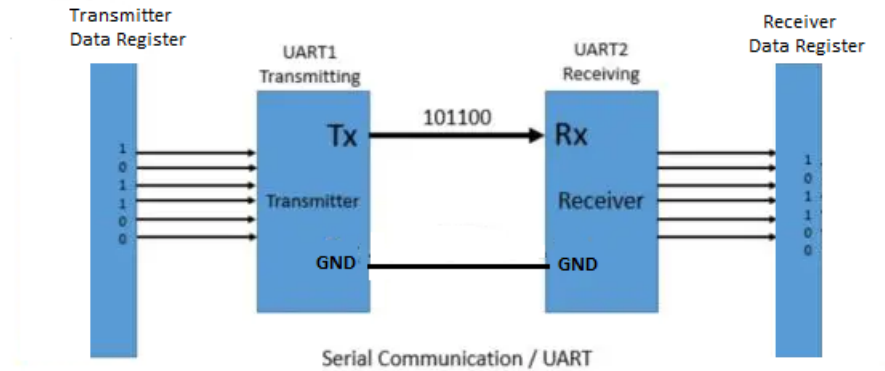 Transmitter
Data Register
UART1
Transmitting
UART2
Receiving
Receiver
Data Register
Tx
101100
Rx
1
0
1
1
0
0
Transmitter
Receiver
1
0
1
1
0
0
GND
GND
Serial Communication / UART